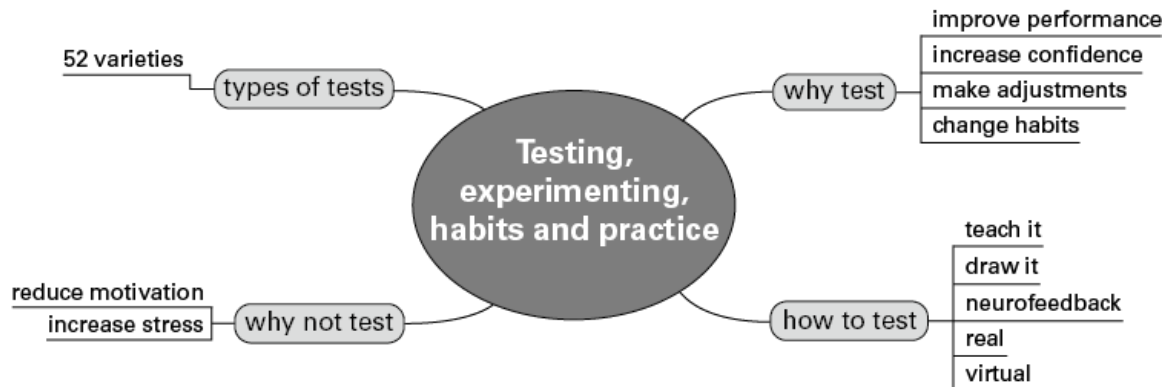 Testing,
experimenting,
habits and practice
types of tests
52 varieties
why test
improve performance
increase confidence
make adjustments
change habits
why not test
reduce motivation
increase stress
how to test
teach it
draw it
neurofeedback
real
virtual